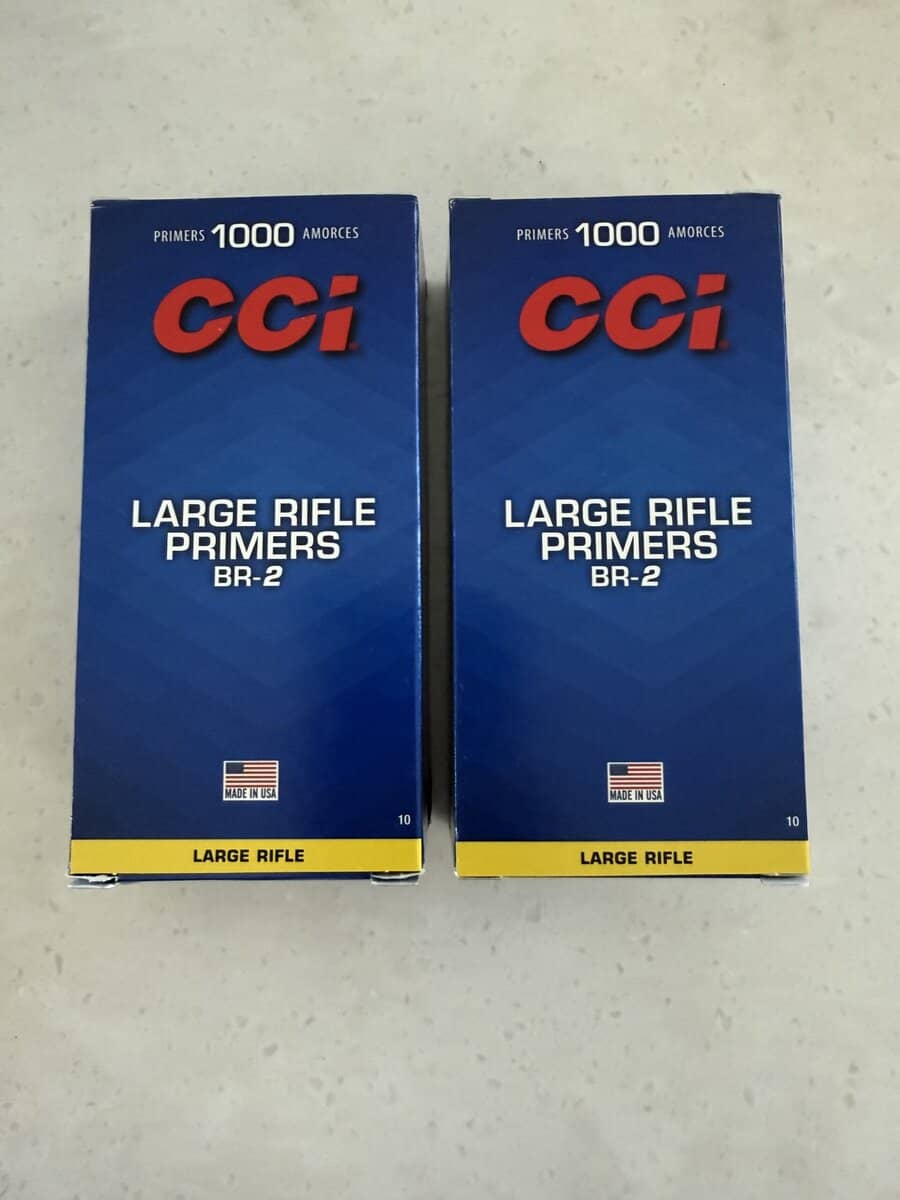 PRIMERS 1000 AMORCES
CCi
LARGE RIFLE
PRIMERS
BR-2
MADE IN USA
10
LARGE RIFLE
PRIMERS 1000 AMORCES
CCi
LARGE RIFLE
PRIMERS
BR-2
MADE IN USA
10
LARGE RIFLE